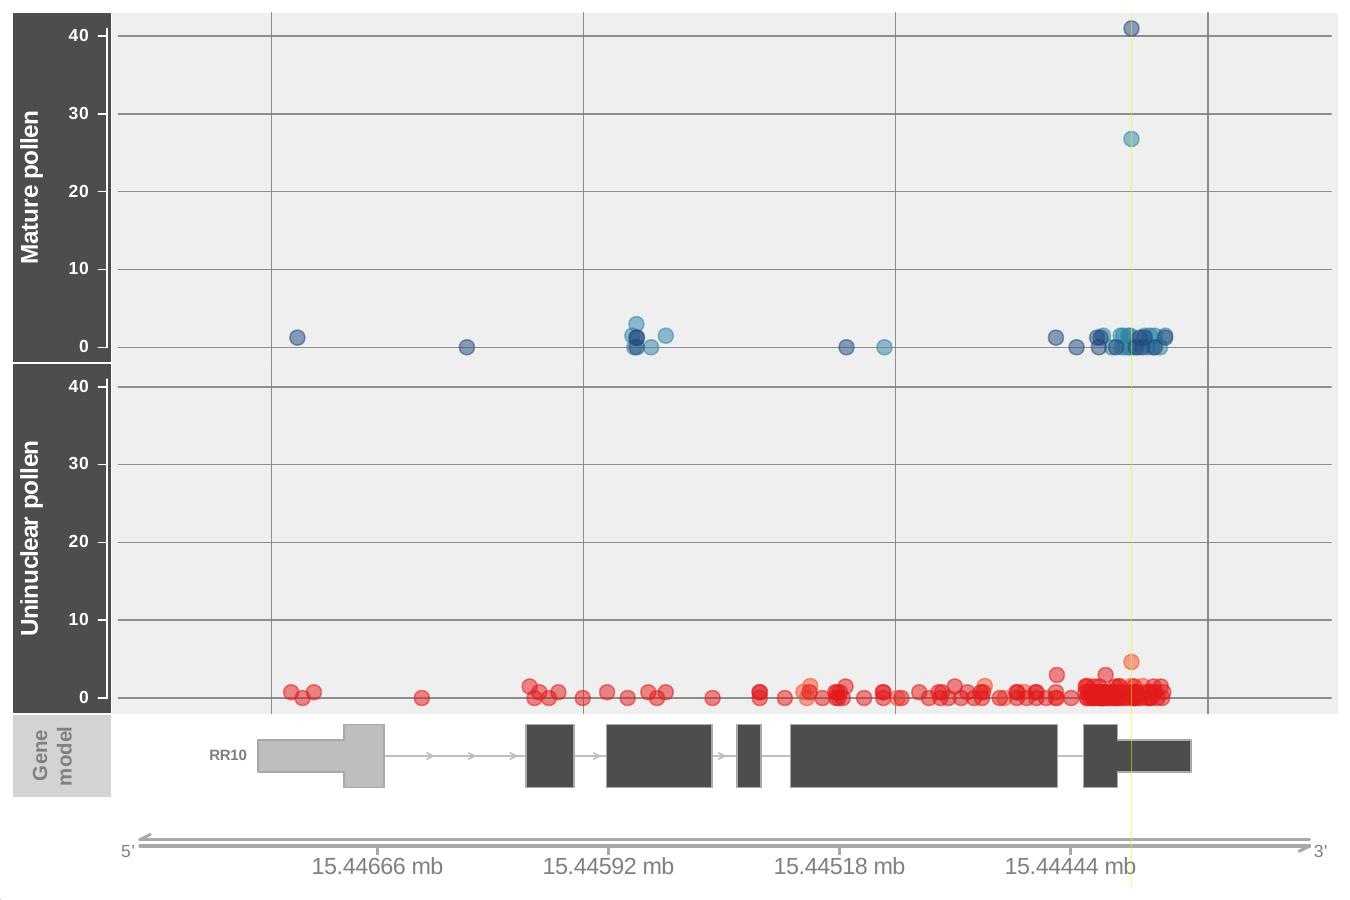 Mature pollen
40
30
20
10
0
Uninuclear pollen
40
30
20
10
0
Gene
model
RR10
5'
3'
15.44666 mb
15.44592 mb
15.44518 mb
15.44444 mb